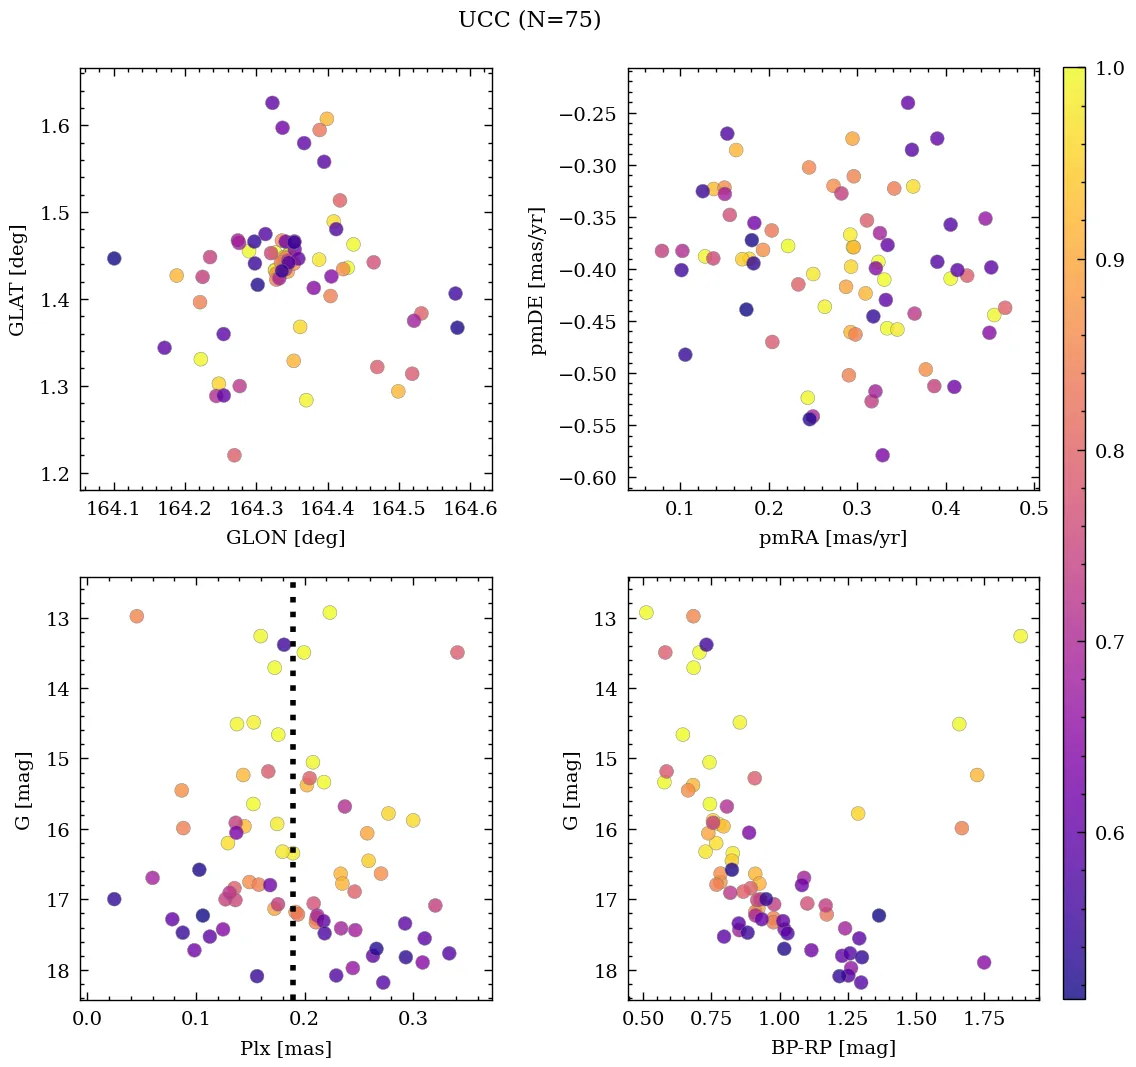 UCC (N=75)
1.6
1.5
1.4
1.3
1.2
GLAT [deg]
164.1 164.2 164.3 164.4 164.5 164.6
GLON [deg]
−0.25
−0.30
−0.35
−0.40
−0.45
−0.50
−0.55
−0.60
pmDE [mas/yr]
0.1 0.2 0.3 0.4 0.5
pmRA [mas/yr]
1.0
0.9
0.8
0.7
0.6
13
14
15
16
17
18
G [mag]
0.0 0.1 0.2 0.3
Plx [mas]
13
14
15
16
17
18
G [mag]
0.50 0.75 1.00 1.25 1.50 1.75
BP-RP [mag]